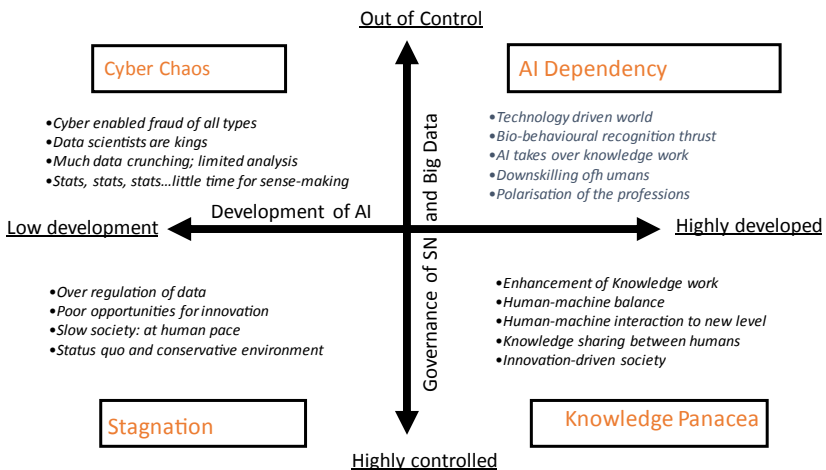 Out of Control
Cyber Chaos
AI Dependency
•Cyber enabled fraud of all types
•Data scientists are kings
•Much data crunching; limited analysis
•Stats, stats, stats...little time for sense-making
•Technology driven world
•Bio-behavioural recognition thrust
•AI takes over knowledge work
•Downskilling ofh umans
•Polarisation of the professions
Development of AI
Low development
Highly developed
Governance of SN and Big Data
•Over regulation of data
•Poor opportunities for innovation
•Slow society: at human pace
•Status quo and conservative environment
•Enhancement of Knowledge work
•Human-machine balance
•Human-machine interaction to new level
•Knowledge sharing between humans
•Innovation-driven society
Stagnation
Knowledge Panacea
Highly controlled